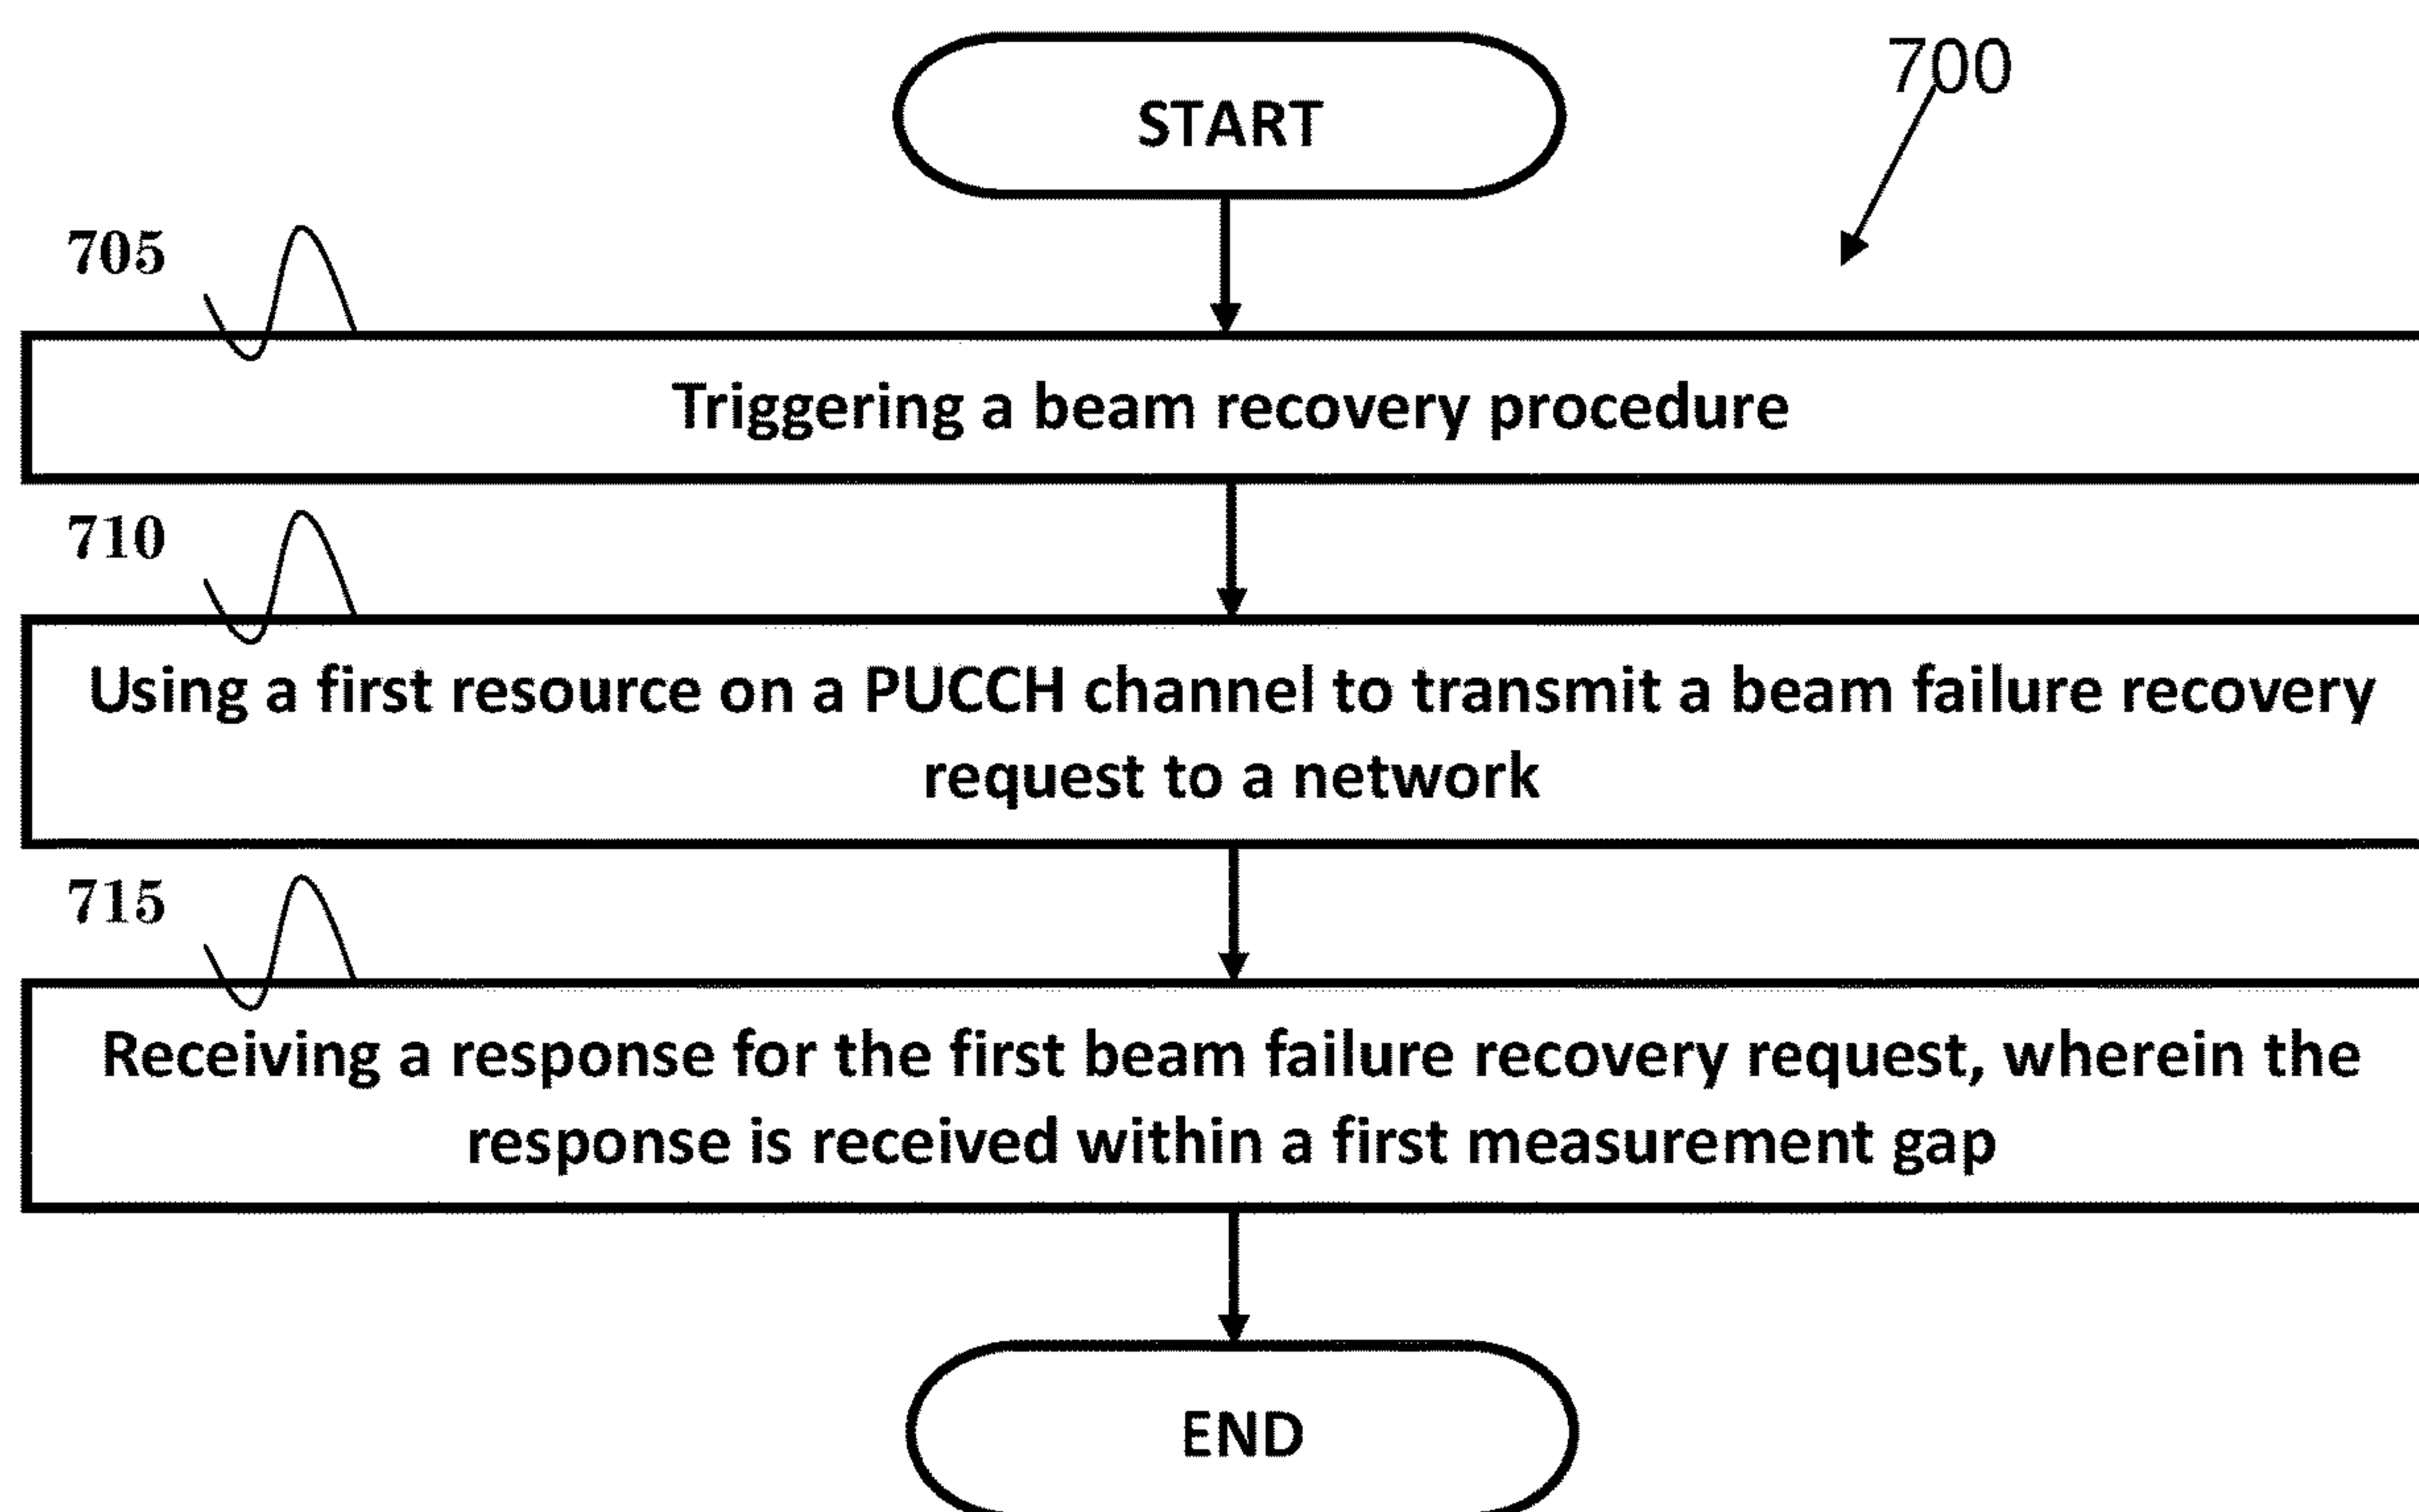 START
700
705
Triggering a beam recovery procedure
710
Using a first resource on a PUCCH channel to transmit a beam failure recovery
request to a network
715
Receiving a response for the first beam failure recovery request, wherein the
response is received within a first measurement gap
END